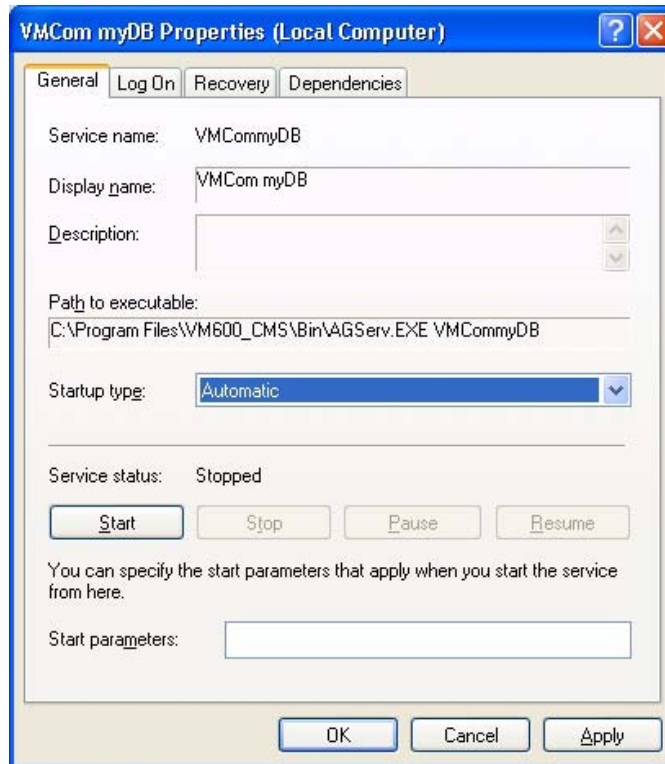 VMCom myDB Properties (Local Computer)
General Log On Recovery Dependencies
Service name: VMCommyDB
Display name: VMCom myDB
Description:
Path to executable:
C:\Program Files\VM600_CMS\Bin\AGServ.EXE VMCommyDB
Startup type: Automatic
Service status: Stopped
Start Stop Pause Resume
You can specify the start parameters that apply when you start the service
from here.
Start parameters:
OK Cancel Apply